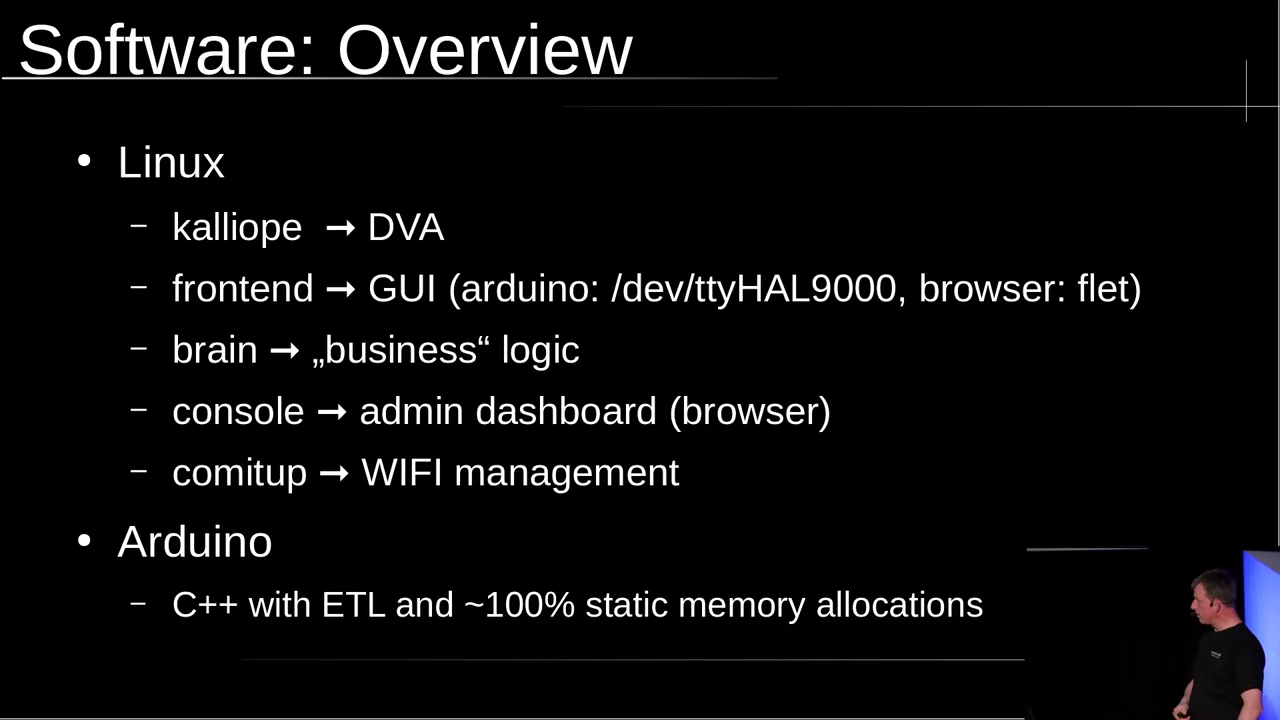 Software: Overview
• Linux
– kalliope ➞ DVA
– frontend ➞ GUI (arduino: /dev/ttyHAL9000, browser: flet)
– brain ➞ „business“ logic
– console ➞ admin dashboard (browser)
– comitup ➞ WIFI management
• Arduino
– C++ with ETL and ~100% static memory allocations